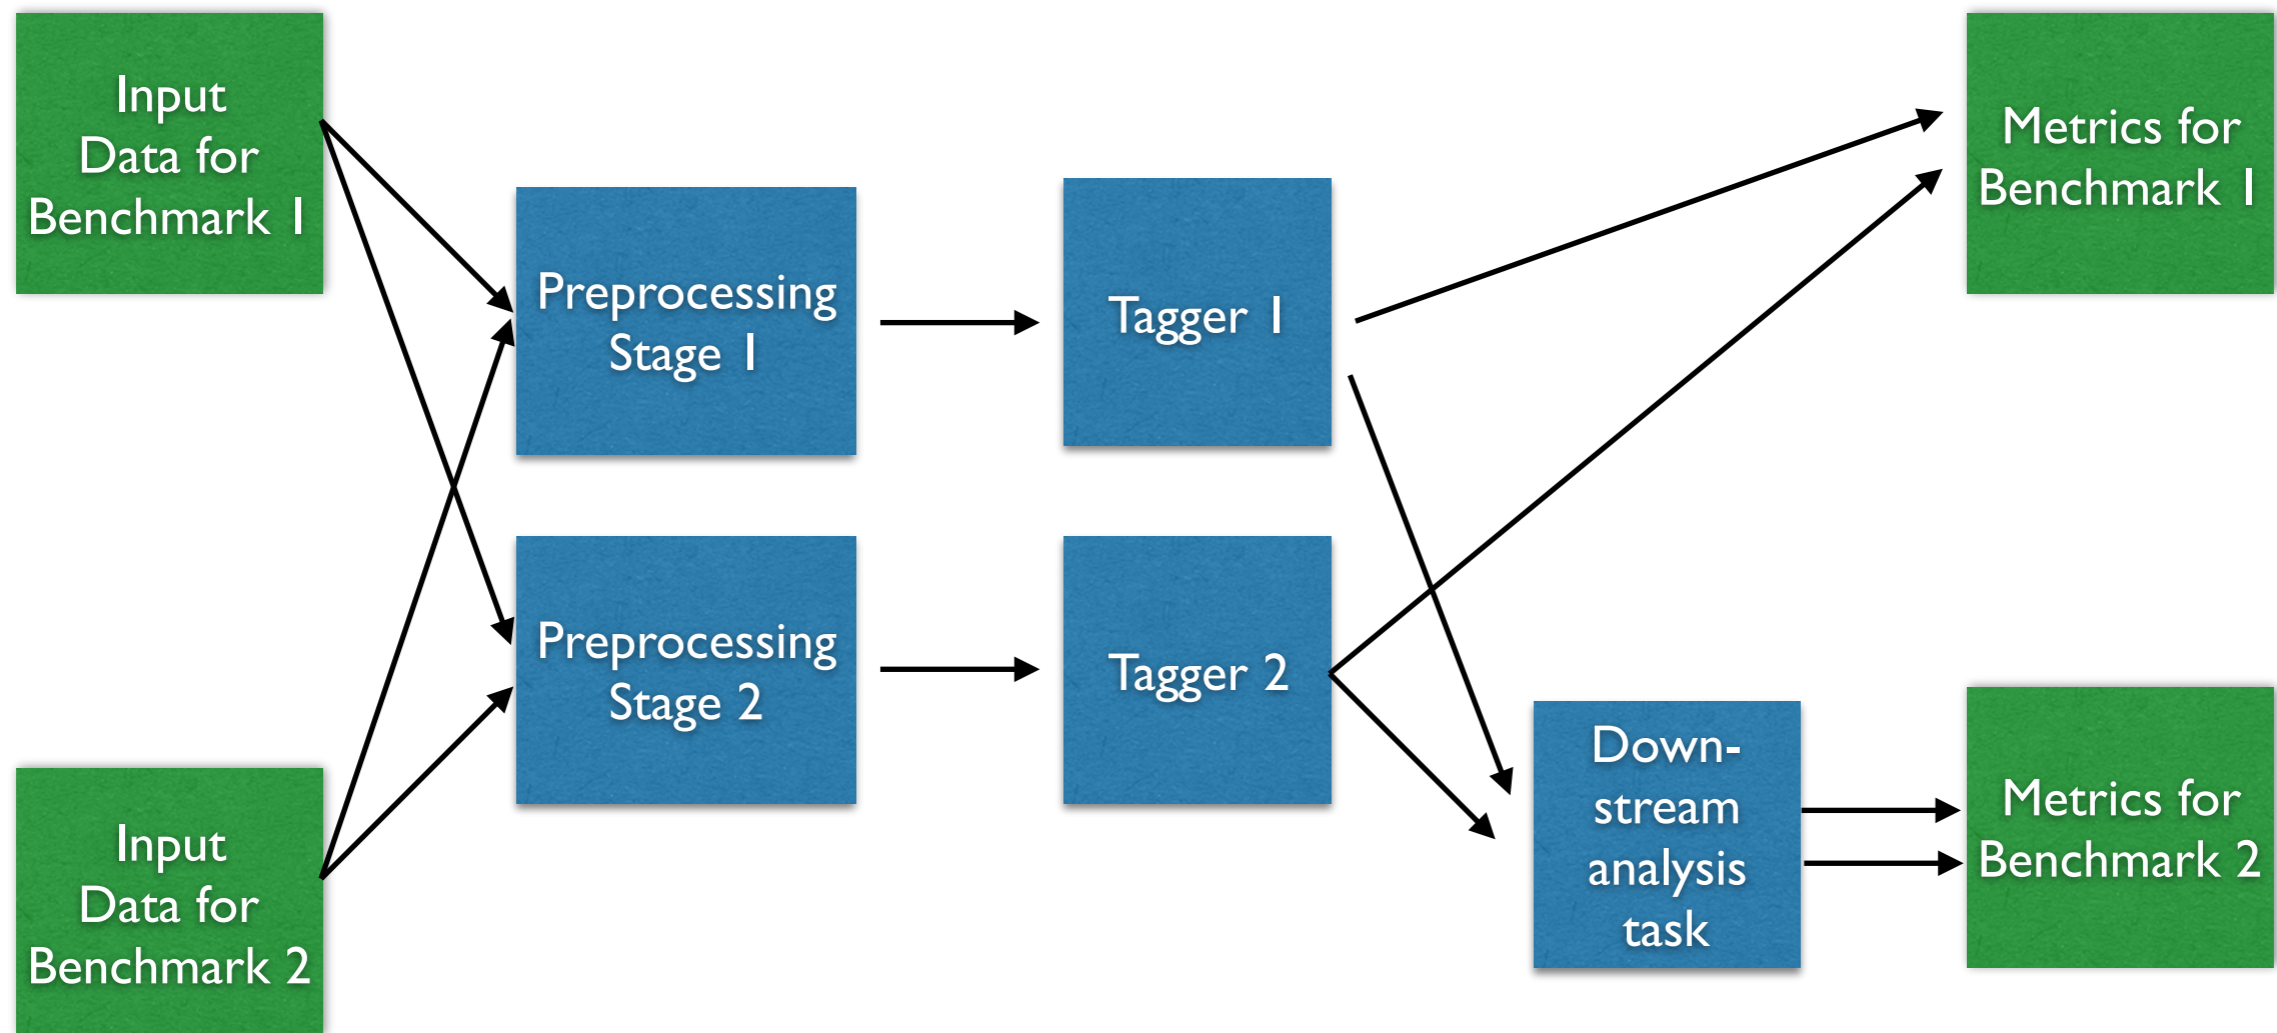 Input
Data for
Benchmark 1
Preprocessing
Stage 1
Tagger 1
Metrics for
Benchmark 1
Input
Data for
Benchmark 2
Preprocessing
Stage 2
Tagger 2
Down-
stream
analysis
task
Metrics for
Benchmark 2